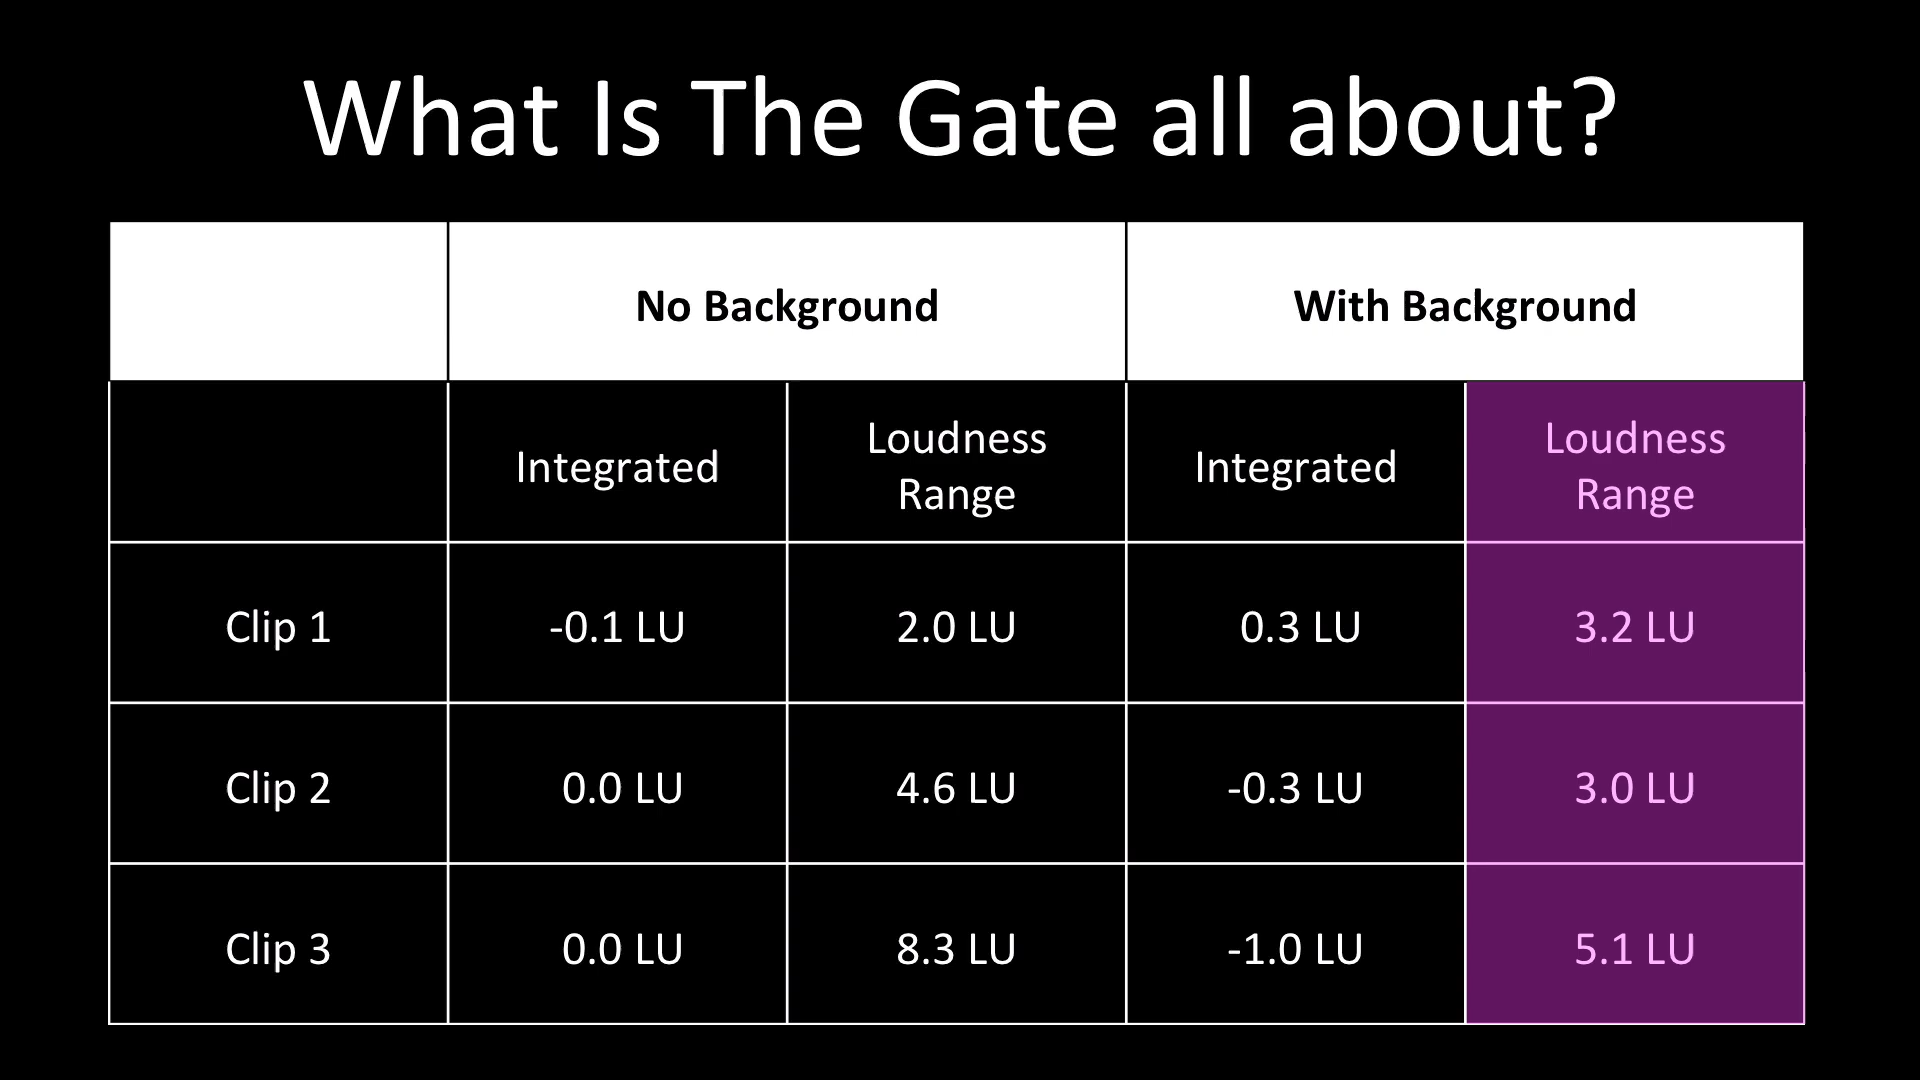 What Is The Gate all about?
No Background With Background
Integrated Loudness Range Integrated Loudness Range
Clip 1 -0.1 LU 2.0 LU 0.3 LU 3.2 LU
Clip 2 0.0 LU 4.6 LU -0.3 LU 3.0 LU
Clip 3 0.0 LU 8.3 LU -1.0 LU 5.1 LU